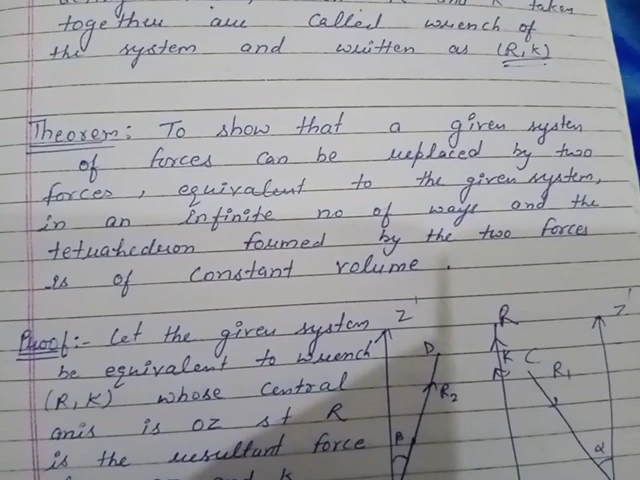 taken
together are called wrench of
the system and written as (R,K)
Theorem: To show that a given system
of forces can be replaced by two
forces, equivalent to the given system,
in an infinite no of ways and the
tetrahedron formed by the two forces
is of constant volume.
Proof:- Let the given system
be equivalent to wrench
(R, K) whose central
axis is OZ st R
is the resultant force
and K
Z'
D
R2
β
R
K
C
R1
Z'
α